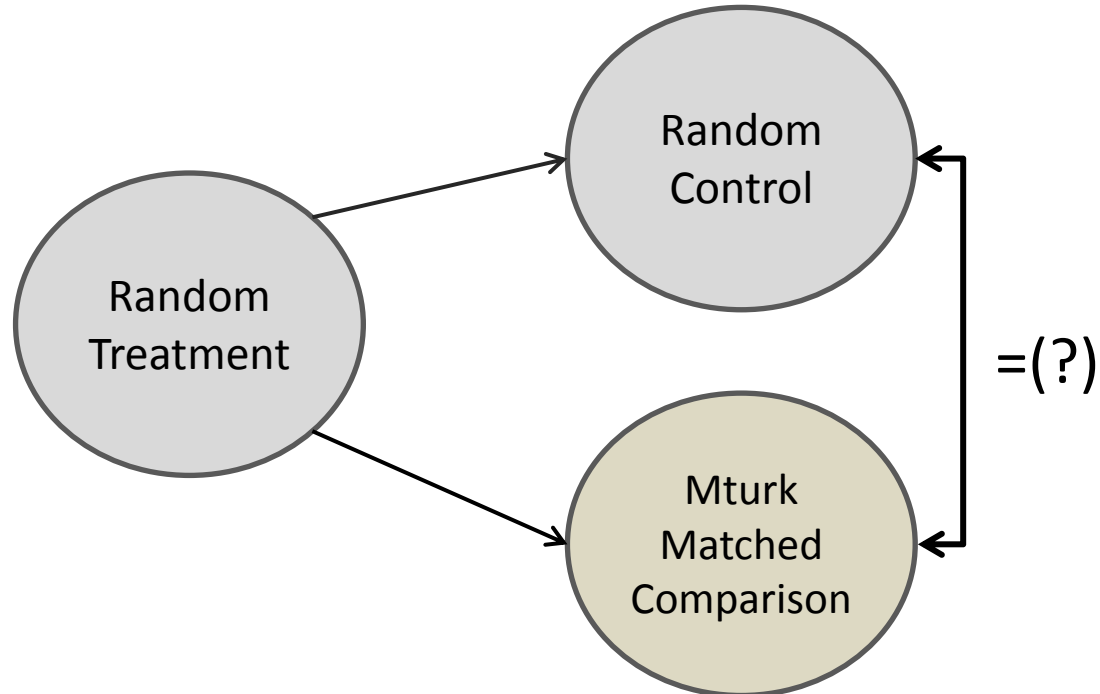 Random
Control
Random
Treatment
=(?)
Mturk
Matched
Comparison